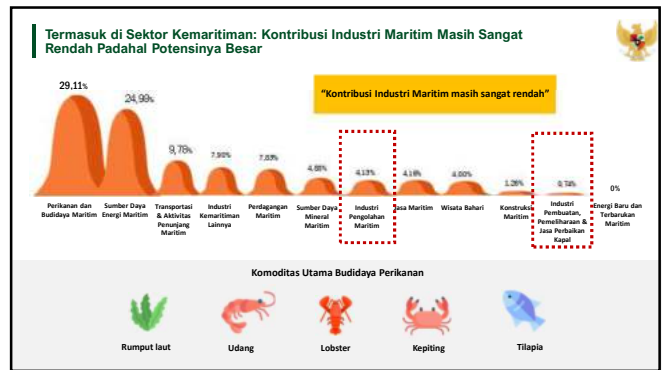 Termasuk di Sektor Kemaritiman: Kontribusi Industri Maritim Masih Sangat
Rendah Padahal Potensinya Besar
“Kontribusi Industri Maritim masih sangat rendah”
29,11%
24,99%
9,78%
7,90%
7,83%
4,88%
4,13%
4,18%
4,00%
1,26%
0,74%
0%
Perikanan dan
Budidaya Maritim
Sumber Daya
Energi Maritim
Transportasi
& Aktivitas
Penunjang
Maritim
Industri
Kemaritiman
Lainnya
Perdagangan
Maritim
Sumber Daya
Mineral
Maritim
Industri
Pengolahan
Maritim
Jasa Maritim
Wisata Bahari
Konstruksi
Maritim
Industri
Pembuatan,
Pemeliharaan &
Jasa Perbaikan
Kapal
Energi Baru dan
Terbarukan
Maritim
Komoditas Utama Budidaya Perikanan
Rumput laut
Udang
Lobster
Kepiting
Tilapia